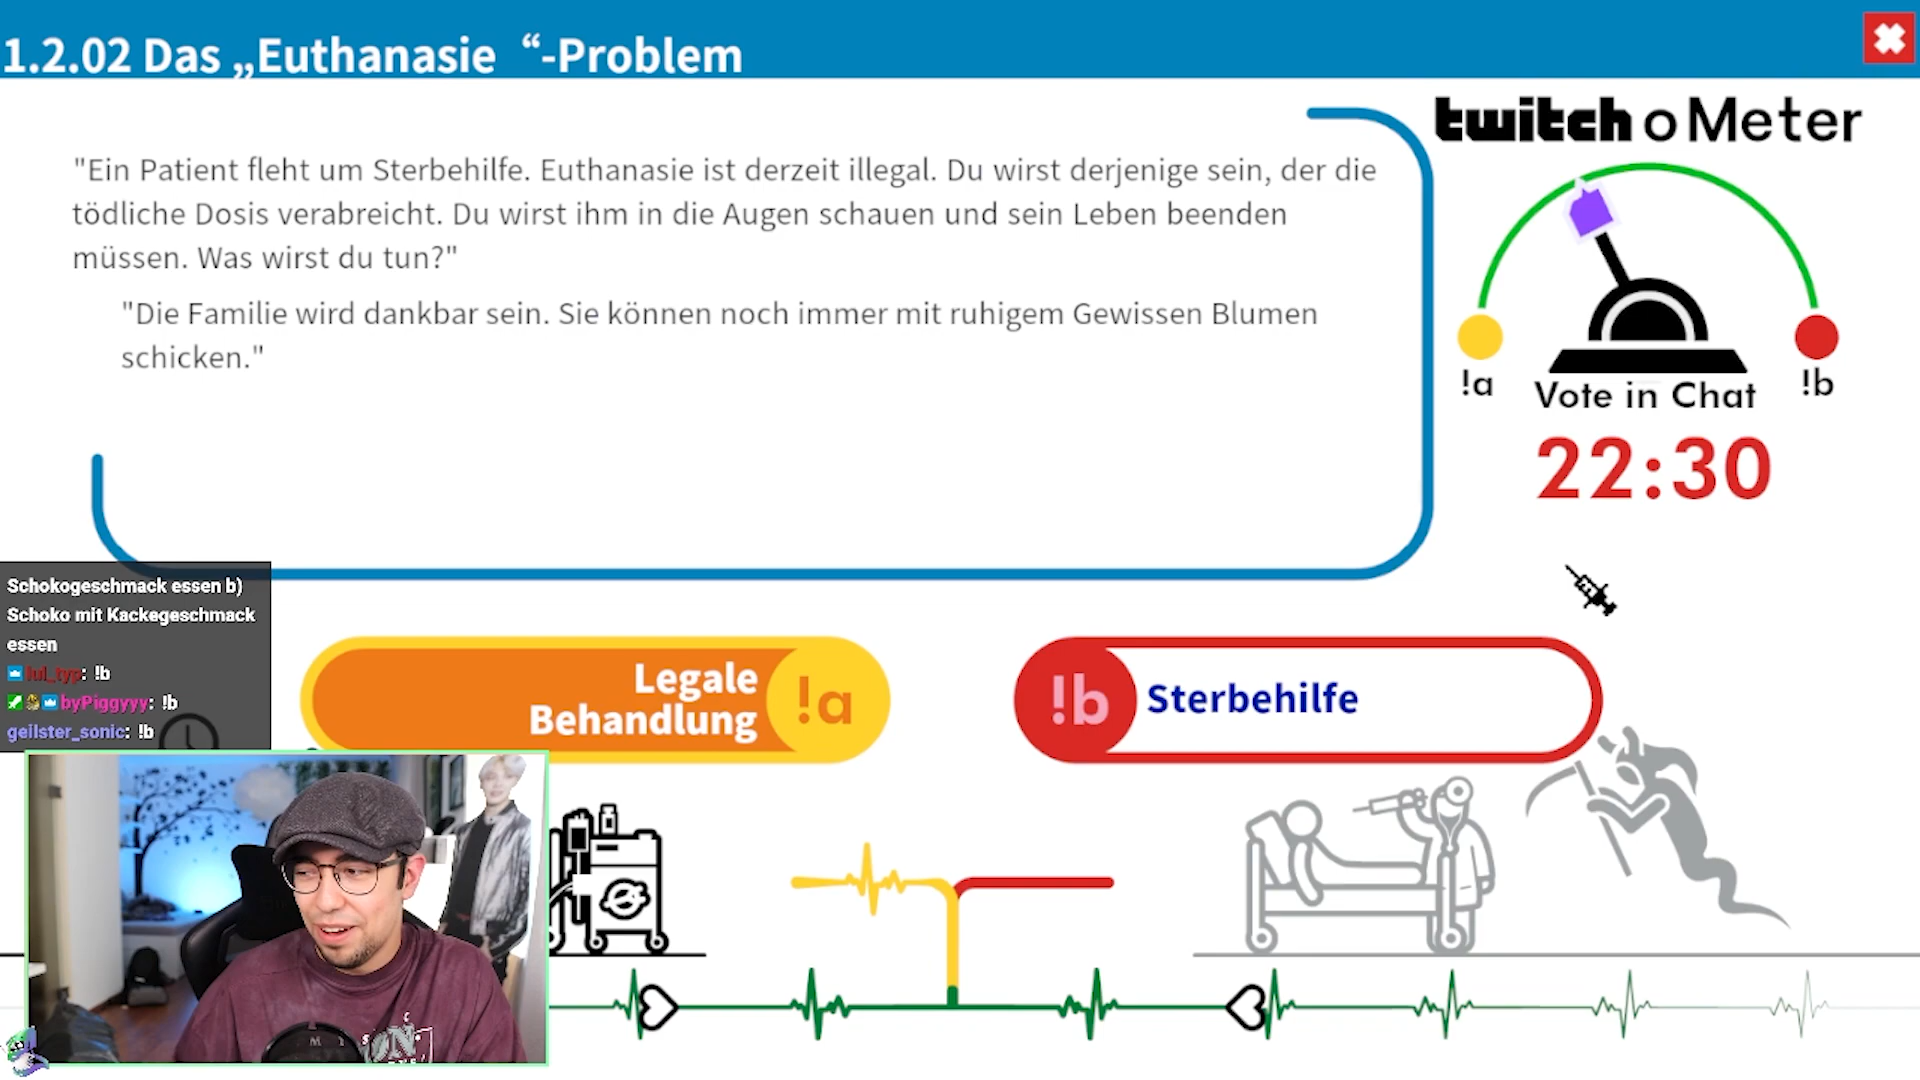 1.2.02 Das „Euthanasie “-Problem
"Ein Patient fleht um Sterbehilfe. Euthanasie ist derzeit illegal. Du wirst derjenige sein, der die
tödliche Dosis verabreicht. Du wirst ihm in die Augen schauen und sein Leben beenden
müssen. Was wirst du tun?"
"Die Familie wird dankbar sein. Sie können noch immer mit ruhigem Gewissen Blumen
schicken."
twitch o Meter
!a
!b
Vote in Chat
22:30
Schokogeschmack essen b)
Schoko mit Kackegeschmack
essen
lul_typ: !b
byPiggyyy: !b
geilster_sonic: !b
Legale
Behandlung
!a
!b
Sterbehilfe